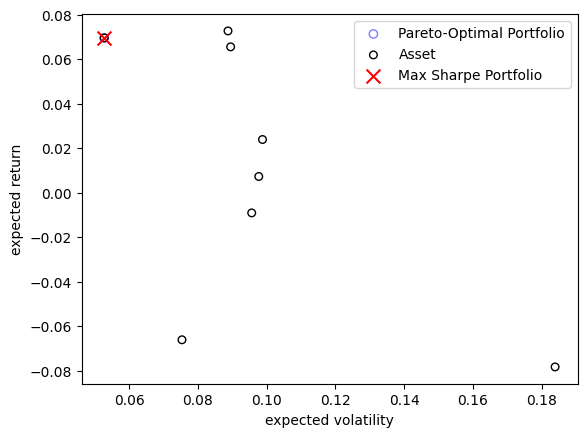 Pareto-Optimal Portfolio
Asset
Max Sharpe Portfolio
0.08
0.06
0.04
0.02
0.00
−0.02
−0.04
−0.06
−0.08
expected return
0.06 0.08 0.10 0.12 0.14 0.16 0.18
expected volatility